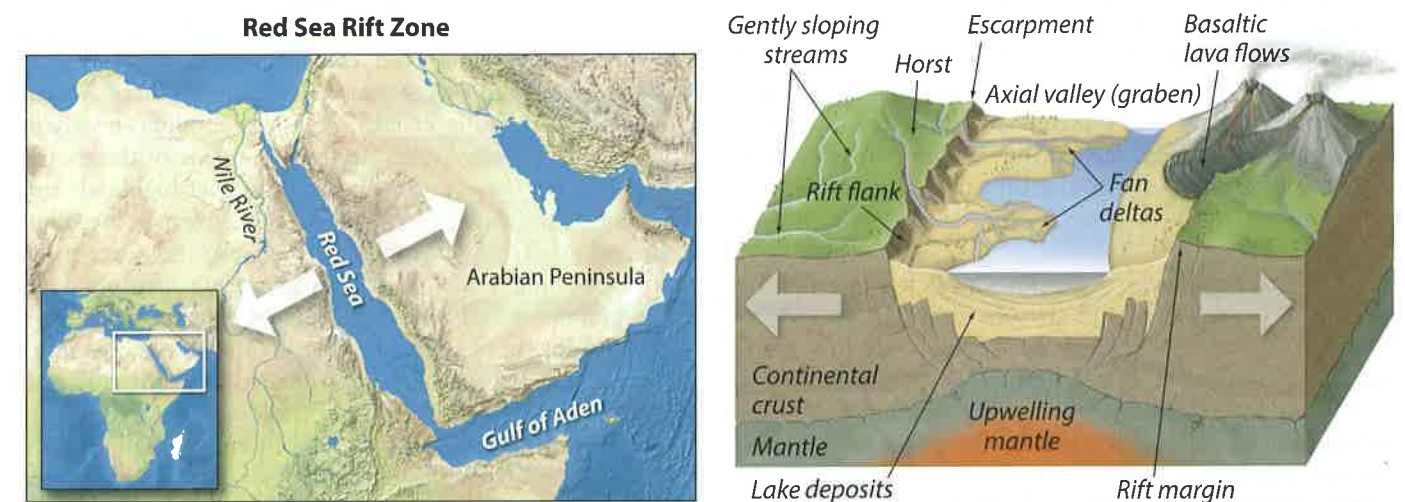 Red Sea Rift Zone
Nile River
Red Sea
Arabian Peninsula
Gulf of Aden
Gently sloping
streams
Horst
Escarpment
Axial valley (graben)
Basaltic
lava flows
Rift flank
Fan
deltas
Continental
crust
Mantle
Upwelling
mantle
Lake deposits
Rift margin